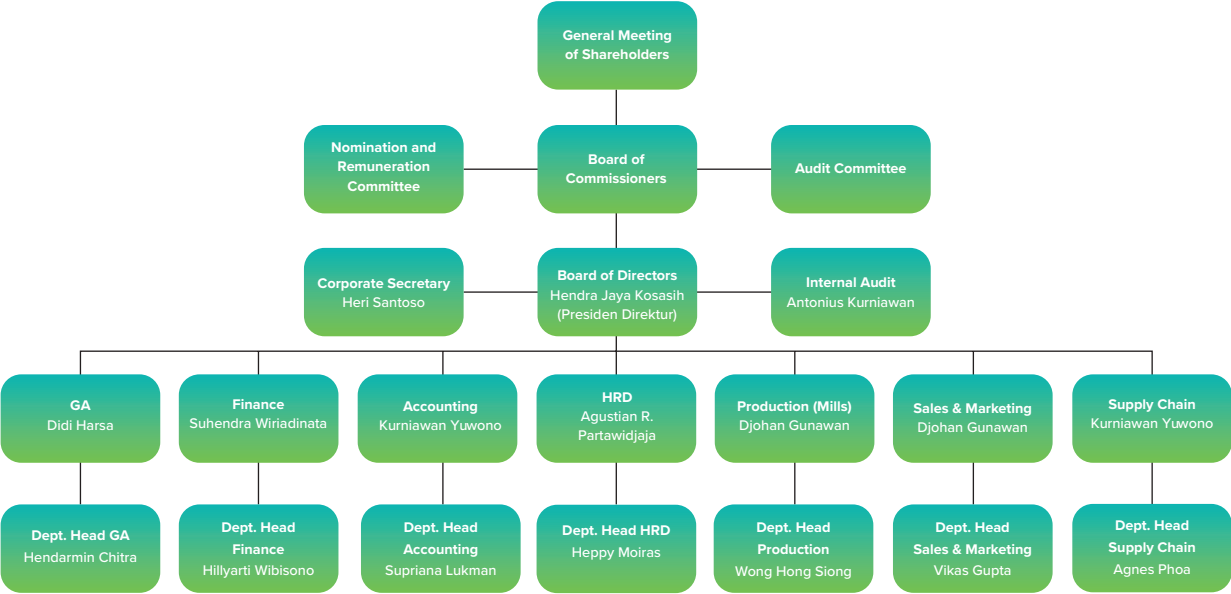 General Meeting
of Shareholders
Nomination and
Remuneration
Committee
Board of
Commissioners
Audit Committee
Corporate Secretary
Heri Santoso
Board of Directors
Hendra Jaya Kosasih
(Presiden Direktur)
Internal Audit
Antonius Kurniawan
GA
Didi Harsa
Finance
Suhendra Wiriadinata
Accounting
Kurniawan Yuwono
HRD
Agustian R.
Partawidjaja
Production (Mills)
Djohan Gunawan
Sales & Marketing
Djohan Gunawan
Supply Chain
Kurniawan Yuwono
Dept. Head GA
Hendarmin Chitra
Dept. Head
Finance
Hillyarti Wibisono
Dept. Head
Accounting
Supriana Lukman
Dept. Head HRD
Heppy Moiras
Dept. Head
Production
Wong Hong Siong
Dept. Head
Sales & Marketing
Vikas Gupta
Dept. Head
Supply Chain
Agnes Phoa